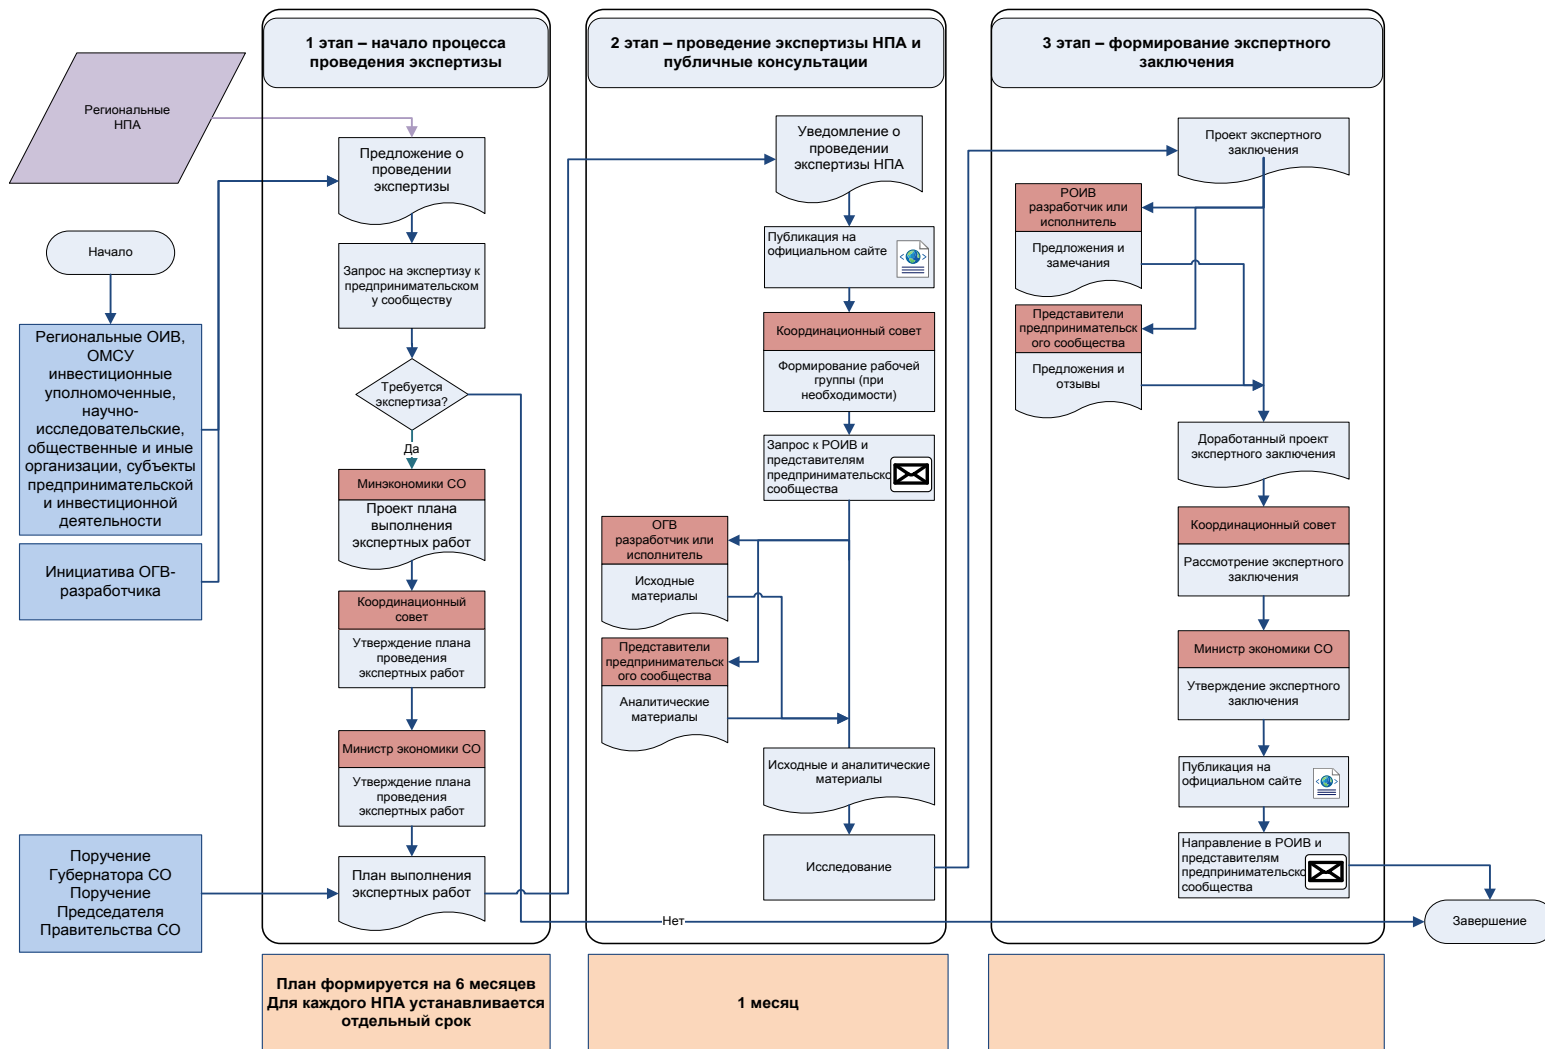 1 этап – начало процесса
проведения экспертизы
2 этап – проведение экспертизы НПА и
публичные консультации
3 этап – формирование экспертного
заключения
Региональные
НПА
Начало
Региональные ОИВ,
ОМСУ
инвестиционные
уполномоченные,
научно-
исследовательские,
общественные и иные
организации, субъекты
предпринимательской
и инвестиционной
деятельности
Инициатива ОГВ-
разработчика
Поручение
Губернатора СО
Поручение
Председателя
Правительства СО
Предложение о
проведении
экспертизы
Запрос на экспертизу к
предпринимательском
у сообществу
Требуется
экспертиза?
Да
Минэкономики СО
Проект плана
выполнения
экспертных работ
Координационный
совет
Утверждение плана
проведения
экспертных работ
Министр экономики СО
Утверждение плана
проведения
экспертных работ
План выполнения
экспертных работ
Уведомление о
проведении
экспертизы НПА
Публикация на
официальном сайте
Координационный совет
Формирование рабочей
группы (при
необходимости)
Запрос к РОИВ и
представителям
предпринимательско
сообщества
ОГВ
разработчик или
исполнитель
Исходные
материалы
Представители
предпринимательск
ого сообщества
Аналитические
материалы
Исходные и аналитические
материалы
Исследование
Нет
Проект экспертного
заключения
РОИВ
разработчик или
исполнитель
Предложения и
замечания
Представители
предпринимательск
ого сообщества
Предложения и
отзывы
Доработанный проект
экспертного заключения
Координационный совет
Рассмотрение экспертного
заключения
Министр экономики СО
Утверждение экспертного
заключения
Публикация на
официальном сайте
Направление в РОИВ и
представителям
предпринимательско
сообщества
Завершение
План формируется на 6 месяцев
Для каждого НПА устанавливается
отдельный срок
1 месяц